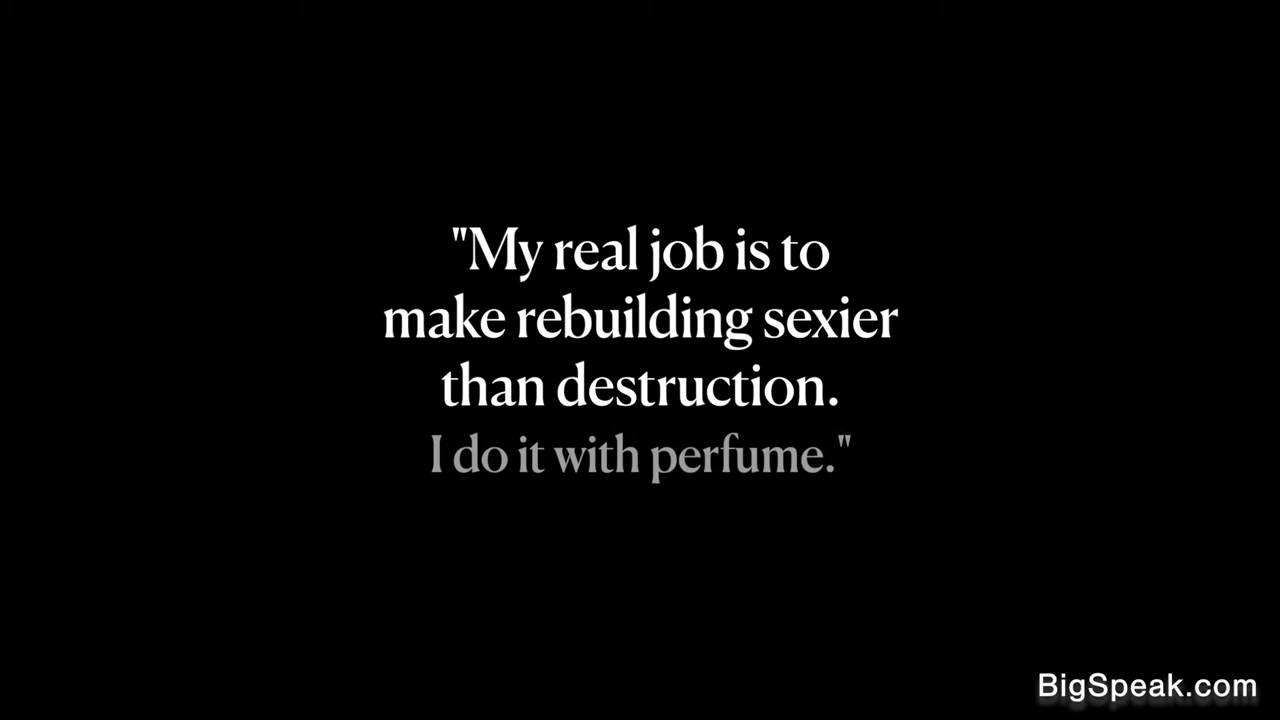 "My real job is to
make rebuilding sexier
than destruction.
I do it with perfume."
BigSpeak.com